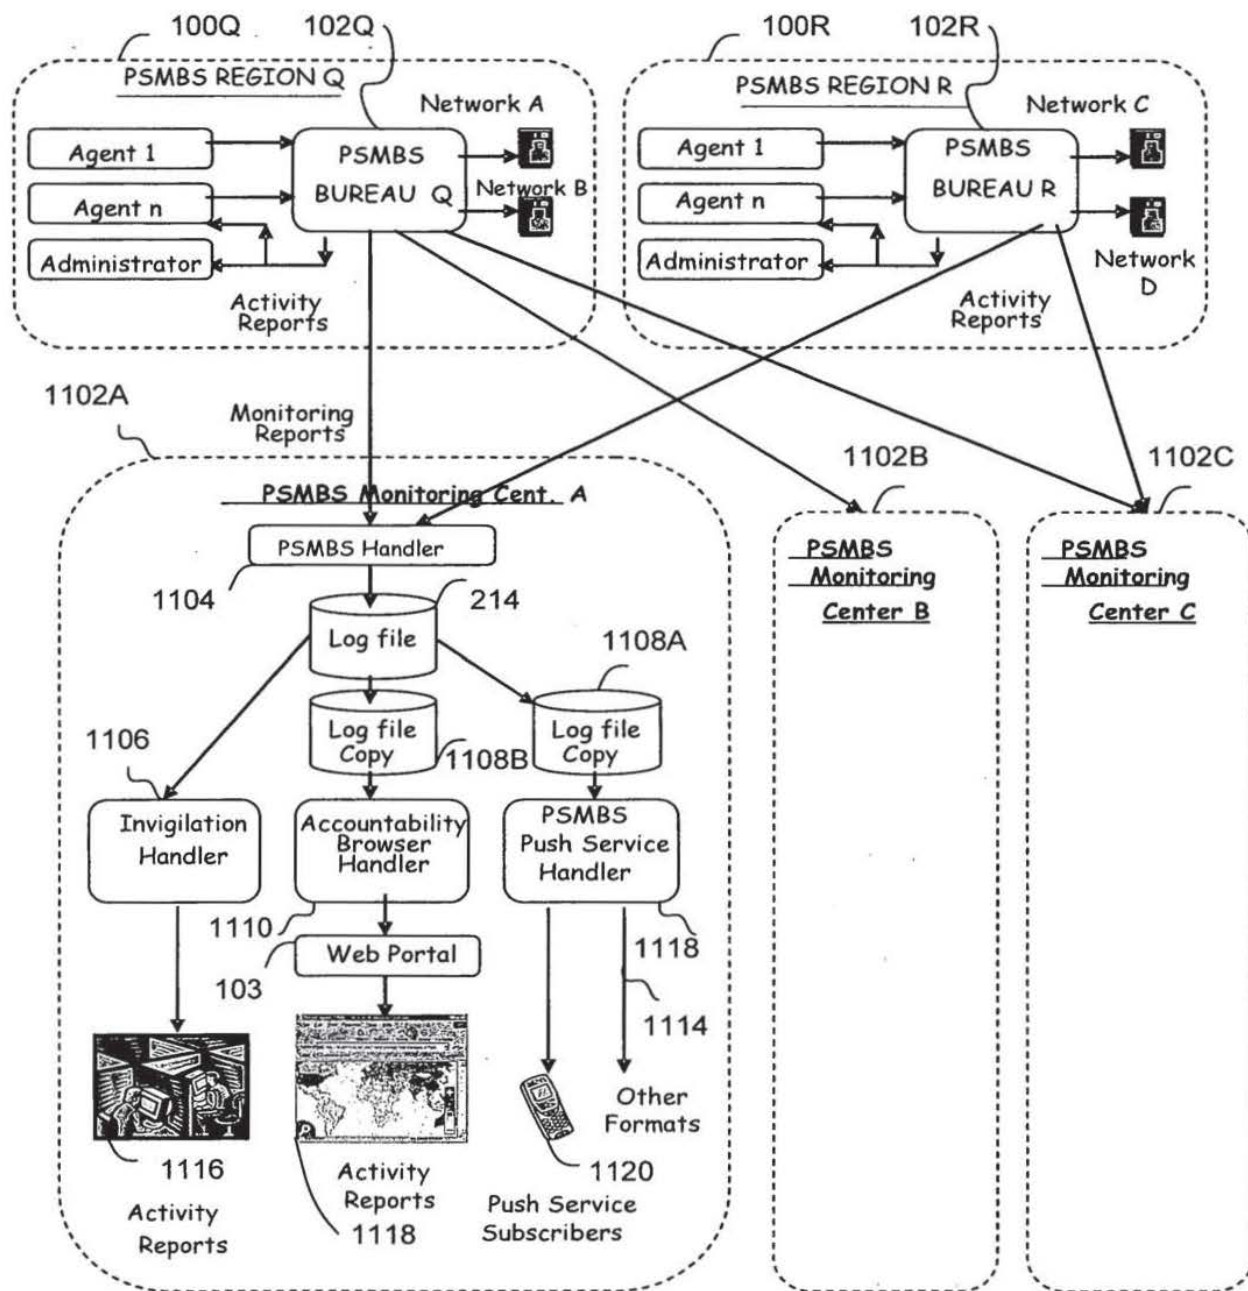 100Q
102Q
100R
102R
PSMBS REGION Q
Network A
Agent 1
PSMBS
BUREAU Q
Network B
Agent n
Administrator
Activity
Reports
PSMBS REGION R
Network C
Agent 1
PSMBS
BUREAU R
Agent n
Administrator
Network
D
Activity
Reports
1102A
Monitoring
Reports
1102B
1102C
PSMBS Monitoring Cent. A
PSMBS Handler
1104
214
Log file
1108A
Log file
Copy
1108B
Log file
Copy
1106
Invigilation
Handler
Accountability
Browser
Handler
PSMBS
Push Service
Handler
1110
1118
Web Portal
103
1114
Other
Formats
1116
1120
Activity
Reports
Activity
Reports
1118
Push Service
Subscribers
PSMBS
Monitoring
Center B
PSMBS
Monitoring
Center C